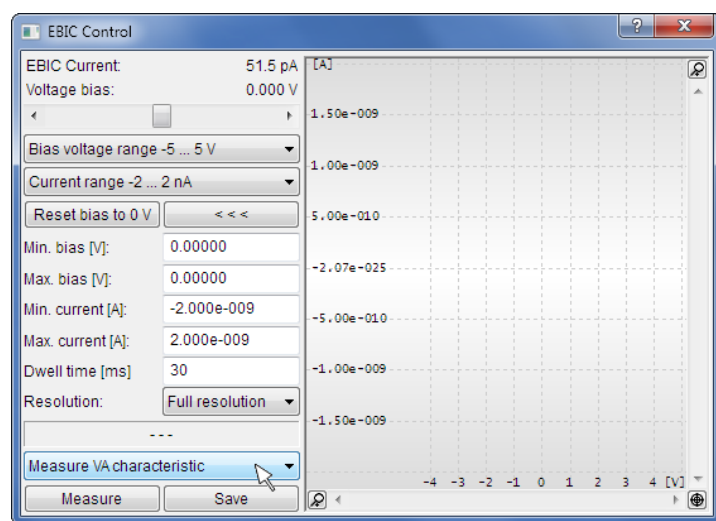 EBIC Control
?
X
EBIC Current: 51.5 pA
Voltage bias: 0.000 V
Bias voltage range -5 ... 5 V
Current range -2 ... 2 nA
Reset bias to 0 V < < <
Min. bias [V]: 0.00000
Max. bias [V]: 0.00000
Min. current [A]: -2.000e-009
Max. current [A]: 2.000e-009
Dwell time [ms] 30
Resolution: Full resolution
- - -
Measure VA characteristic
Measure Save
[A]
1.50e-009
1.00e-009
5.00e-010
-2.07e-025
-5.00e-010
-1.00e-009
-1.50e-009
-4 -3 -2 -1 0 1 2 3 4 [V]